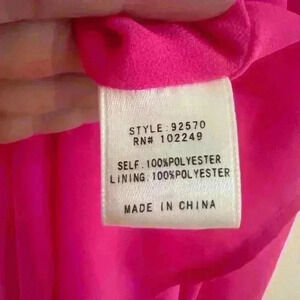 STYLE:92570
RN# 102249
SELF:100%POLYESTER
LINING:100%POLYESTER
MADE IN CHINA